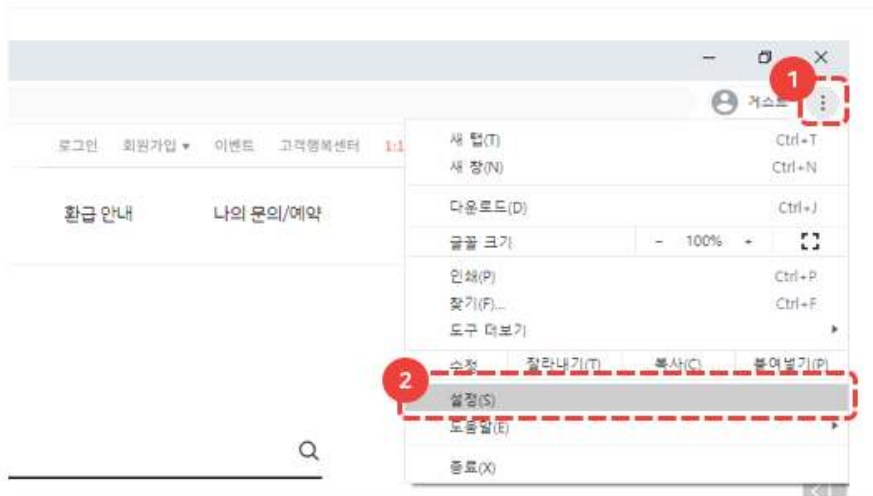 1
게스트
로그인 회원가입 ▾ 이벤트 고객행복센터 1:1
환급 안내 나의 문의/예약
새 탭(T) Ctrl+T
새 창(N) Ctrl+N
다운로드(D) Ctrl+J
글꼴 크기 - 100% +
인쇄(P) Ctrl+P
찾기(F)... Ctrl+F
도구 더보기
수정 잘라내기(T) 복사(C) 붙여넣기(P)
2
설정(S)
도움말(E)
종료(X)